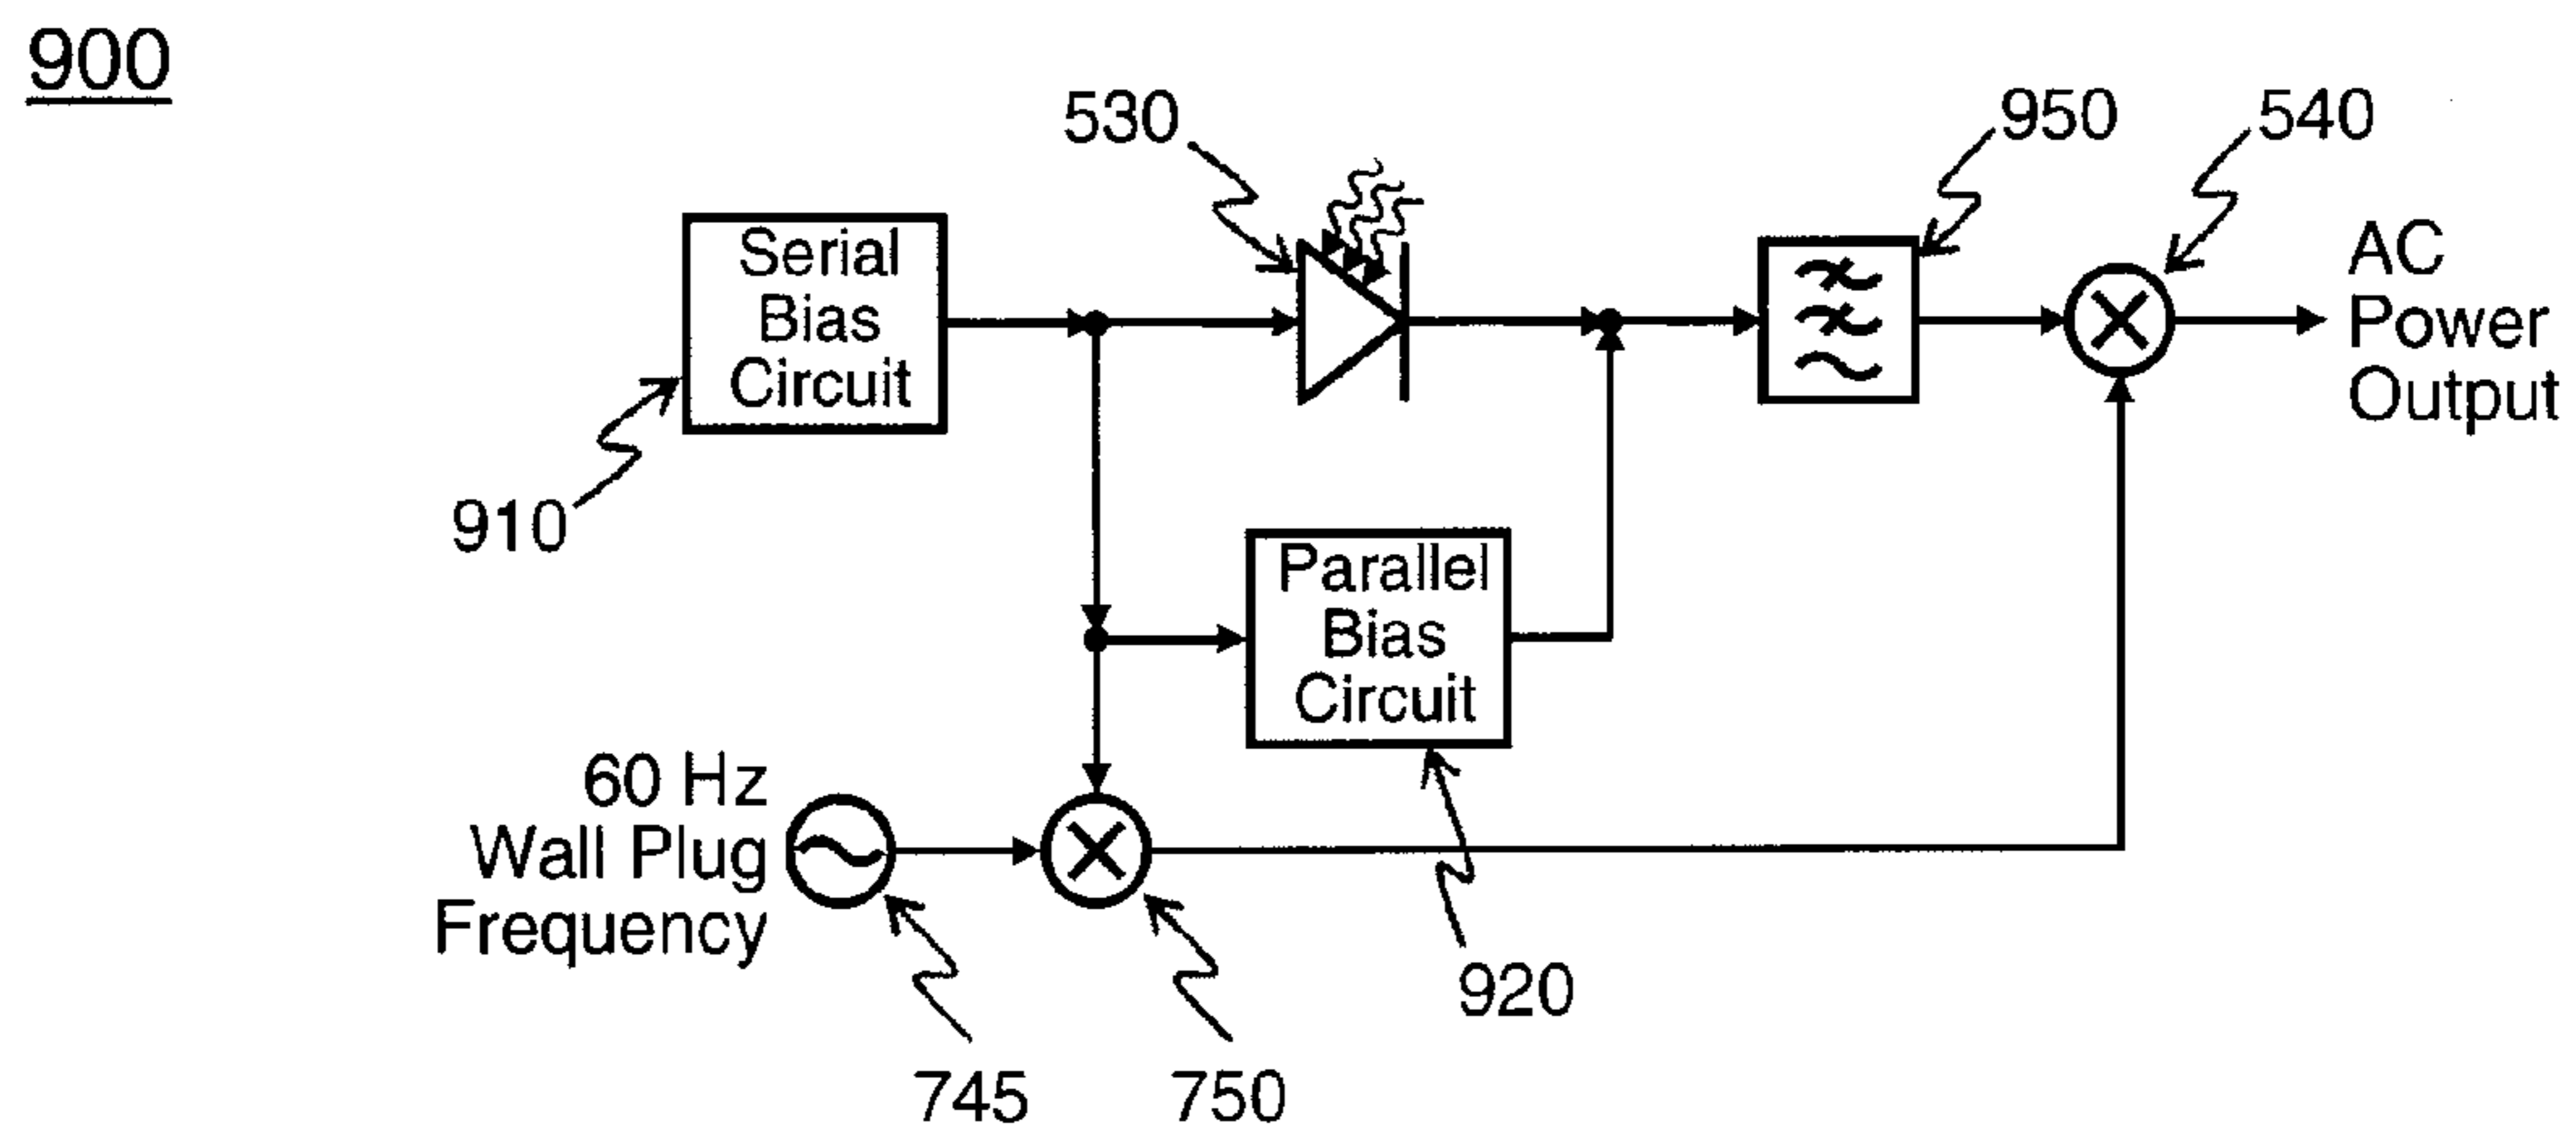 900
530
950
540
Serial
Bias
Circuit
AC
Power
Output
910
Parallel
Bias
Circuit
60 Hz
Wall Plug
Frequency
920
745
750